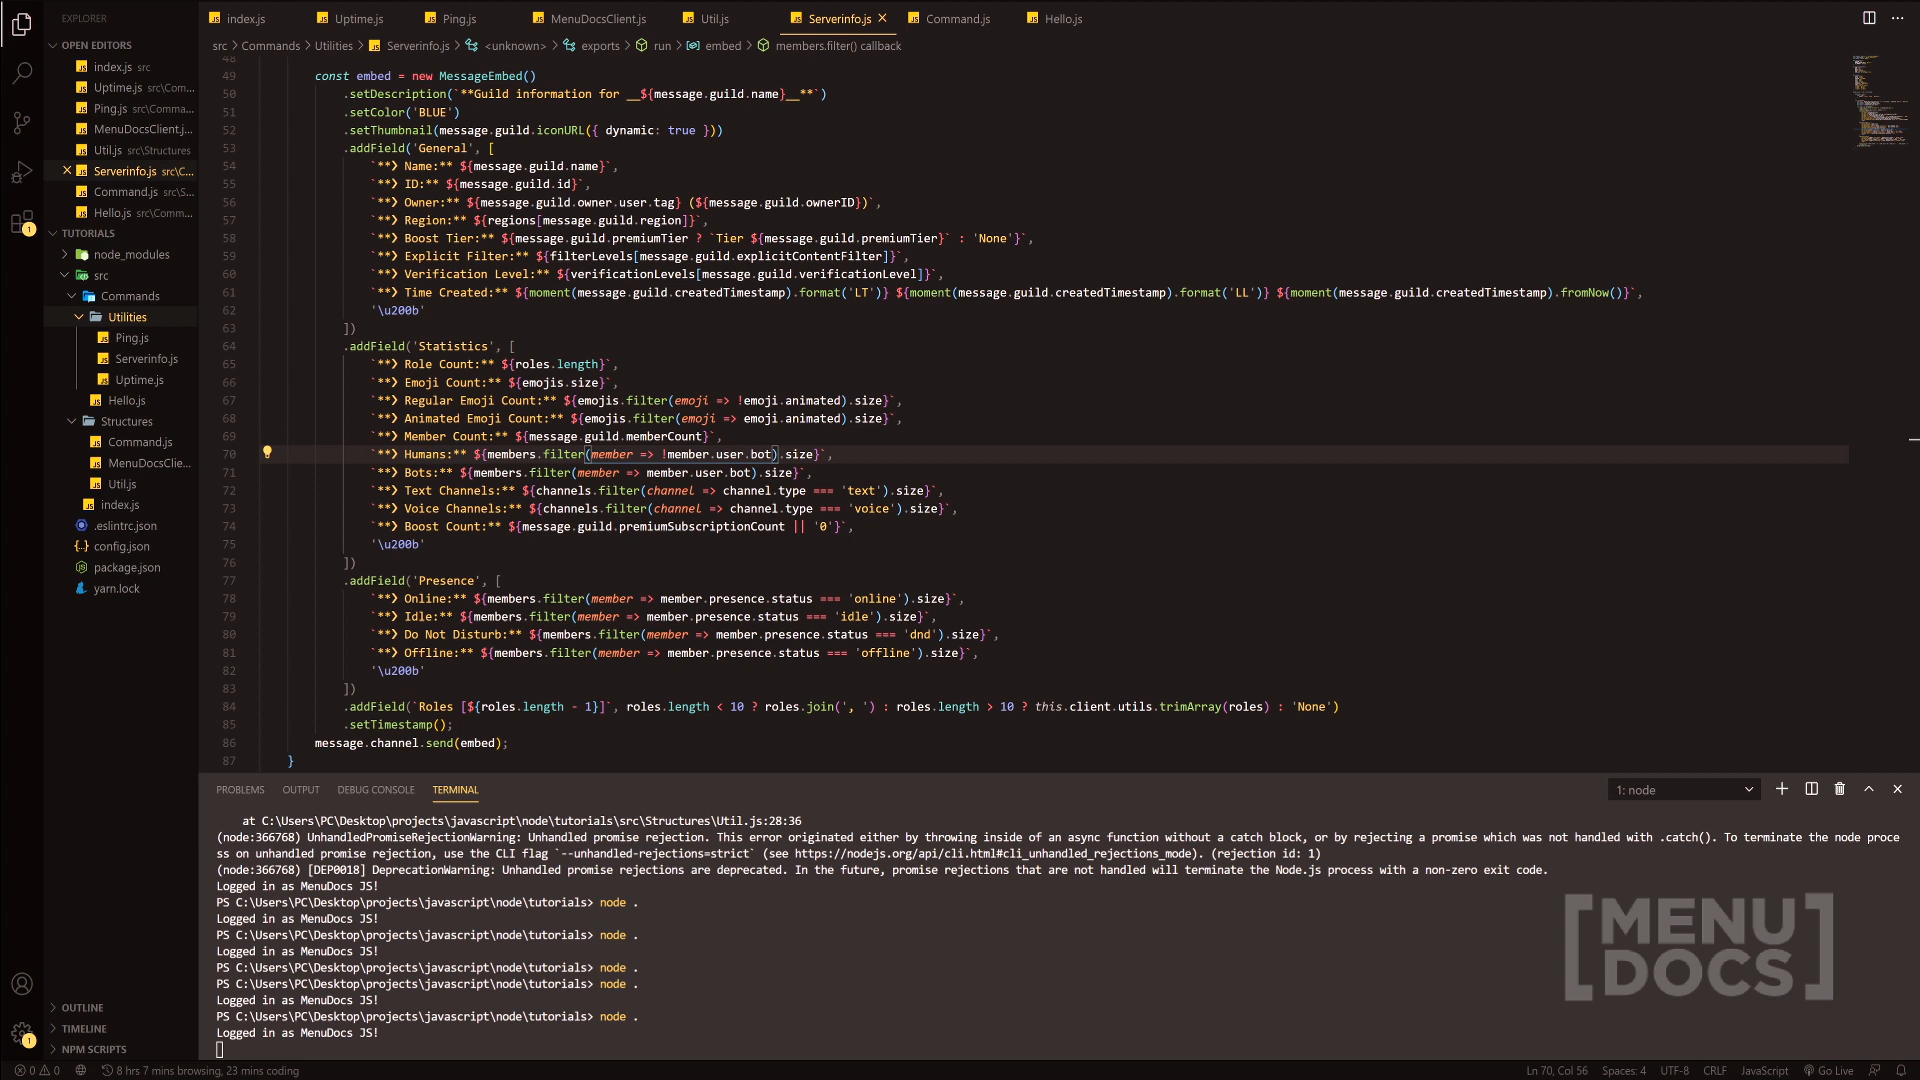 EXPLORER
OPEN EDITORS
index.js src
Uptime.js src\Com...
Ping.js src\Comma...
MenuDocsClient.j...
Util.js src\Structures
Serverinfo.js src\C...
Command.js src\S...
Hello.js src\Comm...
TUTORIALS
node_modules
src
Commands
Utilities
Ping.js
Serverinfo.js
Uptime.js
Hello.js
Structures
Command.js
MenuDocsClie...
Util.js
index.js
.eslintrc.json
config.json
package.json
yarn.lock
OUTLINE
TIMELINE
NPM SCRIPTS
index.js Uptime.js Ping.js MenuDocsClient.js Util.js Serverinfo.js Command.js Hello.js
src > Commands > Utilities > Serverinfo.js > <unknown> > exports > run > embed > members.filter() callback
48
49 const embed = new MessageEmbed()
50 .setDescription(`**Guild information for __${message.guild.name}__**`)
51 .setColor('BLUE')
52 .setThumbnail(message.guild.iconURL({ dynamic: true }))
53 .addField('General', [
54 `**❯ Name:** ${message.guild.name}`,
55 `**❯ ID:** ${message.guild.id}`,
56 `**❯ Owner:** ${message.guild.owner.user.tag} (${message.guild.ownerID})`,
57 `**❯ Region:** ${regions[message.guild.region]}`,
58 `**❯ Boost Tier:** ${message.guild.premiumTier ? `Tier ${message.guild.premiumTier}` : 'None'}`,
59 `**❯ Explicit Filter:** ${filterLevels[message.guild.explicitContentFilter]}`,
60 `**❯ Verification Level:** ${verificationLevels[message.guild.verificationLevel]}`,
61 `**❯ Time Created:** ${moment(message.guild.createdTimestamp).format('LT')} ${moment(message.guild.createdTimestamp).format('LL')} ${moment(message.guild.createdTimestamp).fromNow()}`,
62 '\u200b'
63 ])
64 .addField('Statistics', [
65 `**❯ Role Count:** ${roles.length}`,
66 `**❯ Emoji Count:** ${emojis.size}`,
67 `**❯ Regular Emoji Count:** ${emojis.filter(emoji => !emoji.animated).size}`,
68 `**❯ Animated Emoji Count:** ${emojis.filter(emoji => emoji.animated).size}`,
69 `**❯ Member Count:** ${message.guild.memberCount}`,
70 `**❯ Humans:** ${members.filter(member => !member.user.bot).size}`,
71 `**❯ Bots:** ${members.filter(member => member.user.bot).size}`,
72 `**❯ Text Channels:** ${channels.filter(channel => channel.type === 'text').size}`,
73 `**❯ Voice Channels:** ${channels.filter(channel => channel.type === 'voice').size}`,
74 `**❯ Boost Count:** ${message.guild.premiumSubscriptionCount || '0'}`,
75 '\u200b'
76 ])
77 .addField('Presence', [
78 `**❯ Online:** ${members.filter(member => member.presence.status === 'online').size}`,
79 `**❯ Idle:** ${members.filter(member => member.presence.status === 'idle').size}`,
80 `**❯ Do Not Disturb:** ${members.filter(member => member.presence.status === 'dnd').size}`,
81 `**❯ Offline:** ${members.filter(member => member.presence.status === 'offline').size}`,
82 '\u200b'
83 ])
84 .addField(`Roles [${roles.length - 1}]`, roles.length < 10 ? roles.join(', ') : roles.length > 10 ? this.client.utils.trimArray(roles) : 'None')
85 .setTimestamp();
86 message.channel.send(embed);
87 }
PROBLEMS OUTPUT DEBUG CONSOLE TERMINAL 1: node
at C:\Users\PC\Desktop\projects\javascript\node\tutorials\src\Structures\Util.js:28:36
(node:366768) UnhandledPromiseRejectionWarning: Unhandled promise rejection. This error originated either by throwing inside of an async function without a catch block, or by rejecting a promise which was not handled with .catch(). To terminate the node proce
ss on unhandled promise rejection, use the CLI flag `--unhandled-rejections=strict` (see https://nodejs.org/api/cli.html#cli_unhandled_rejections_mode). (rejection id: 1)
(node:366768) [DEP0018] DeprecationWarning: Unhandled promise rejections are deprecated. In the future, promise rejections that are not handled will terminate the Node.js process with a non-zero exit code.
Logged in as MenuDocs JS!
PS C:\Users\PC\Desktop\projects\javascript\node\tutorials> node .
Logged in as MenuDocs JS!
PS C:\Users\PC\Desktop\projects\javascript\node\tutorials> node .
Logged in as MenuDocs JS!
PS C:\Users\PC\Desktop\projects\javascript\node\tutorials> node .
PS C:\Users\PC\Desktop\projects\javascript\node\tutorials> node .
Logged in as MenuDocs JS!
PS C:\Users\PC\Desktop\projects\javascript\node\tutorials> node .
Logged in as MenuDocs JS!
[MENU
DOCS]
0 0 8 hrs 7 mins browsing, 23 mins coding Ln 70, Col 56 Spaces: 4 UTF-8 CRLF JavaScript Go Live